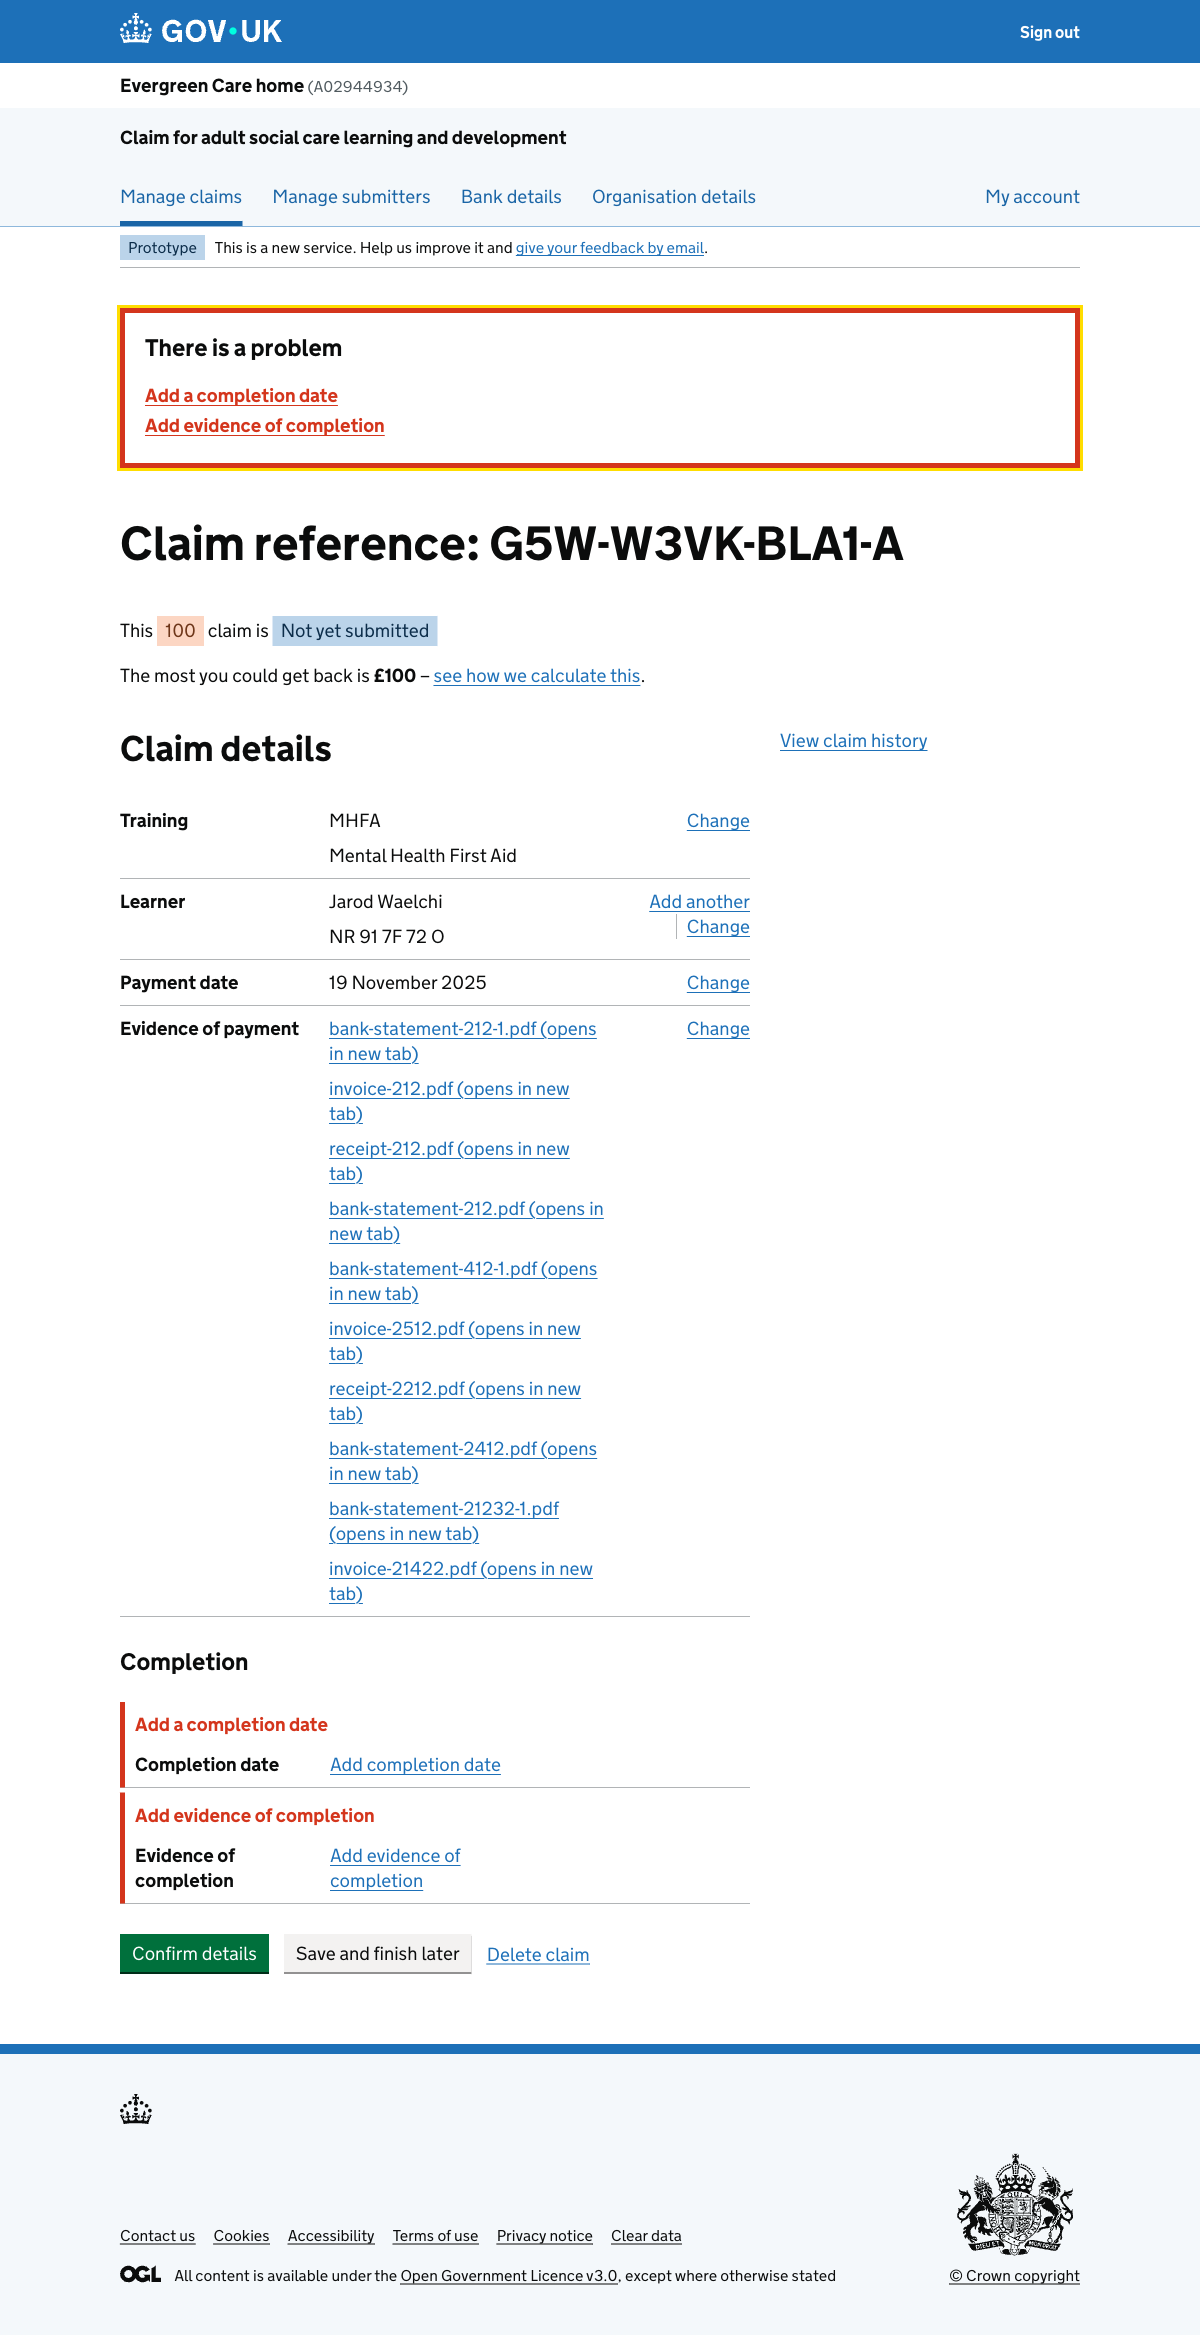 GOV·UK
Sign out
Evergreen Care home (A02944934)
Claim for adult social care learning and development
Manage claims Manage submitters Bank details Organisation details My account
Prototype This is a new service. Help us improve it and give your feedback by email.
There is a problem
Add a completion date
Add evidence of completion
Claim reference: G5W-W3VK-BLA1-A
This 100 claim is Not yet submitted
The most you could get back is £100 – see how we calculate this.
Claim details
View claim history
Training MHFA Change
Mental Health First Aid
Learner Jarod Waelchi Add another
Change
NR 91 7F 72 O
Payment date 19 November 2025 Change
Evidence of payment bank-statement-212-1.pdf (opens Change
in new tab)
invoice-212.pdf (opens in new
tab)
receipt-212.pdf (opens in new
tab)
bank-statement-212.pdf (opens in
new tab)
bank-statement-412-1.pdf (opens
in new tab)
invoice-2512.pdf (opens in new
tab)
receipt-2212.pdf (opens in new
tab)
bank-statement-2412.pdf (opens
in new tab)
bank-statement-21232-1.pdf
(opens in new tab)
invoice-21422.pdf (opens in new
tab)
Completion
Add a completion date
Completion date Add completion date
Add evidence of completion
Evidence of Add evidence of
completion completion
Confirm details Save and finish later Delete claim
Contact us Cookies Accessibility Terms of use Privacy notice Clear data
OGL All content is available under the Open Government Licence v3.0, except where otherwise stated
© Crown copyright